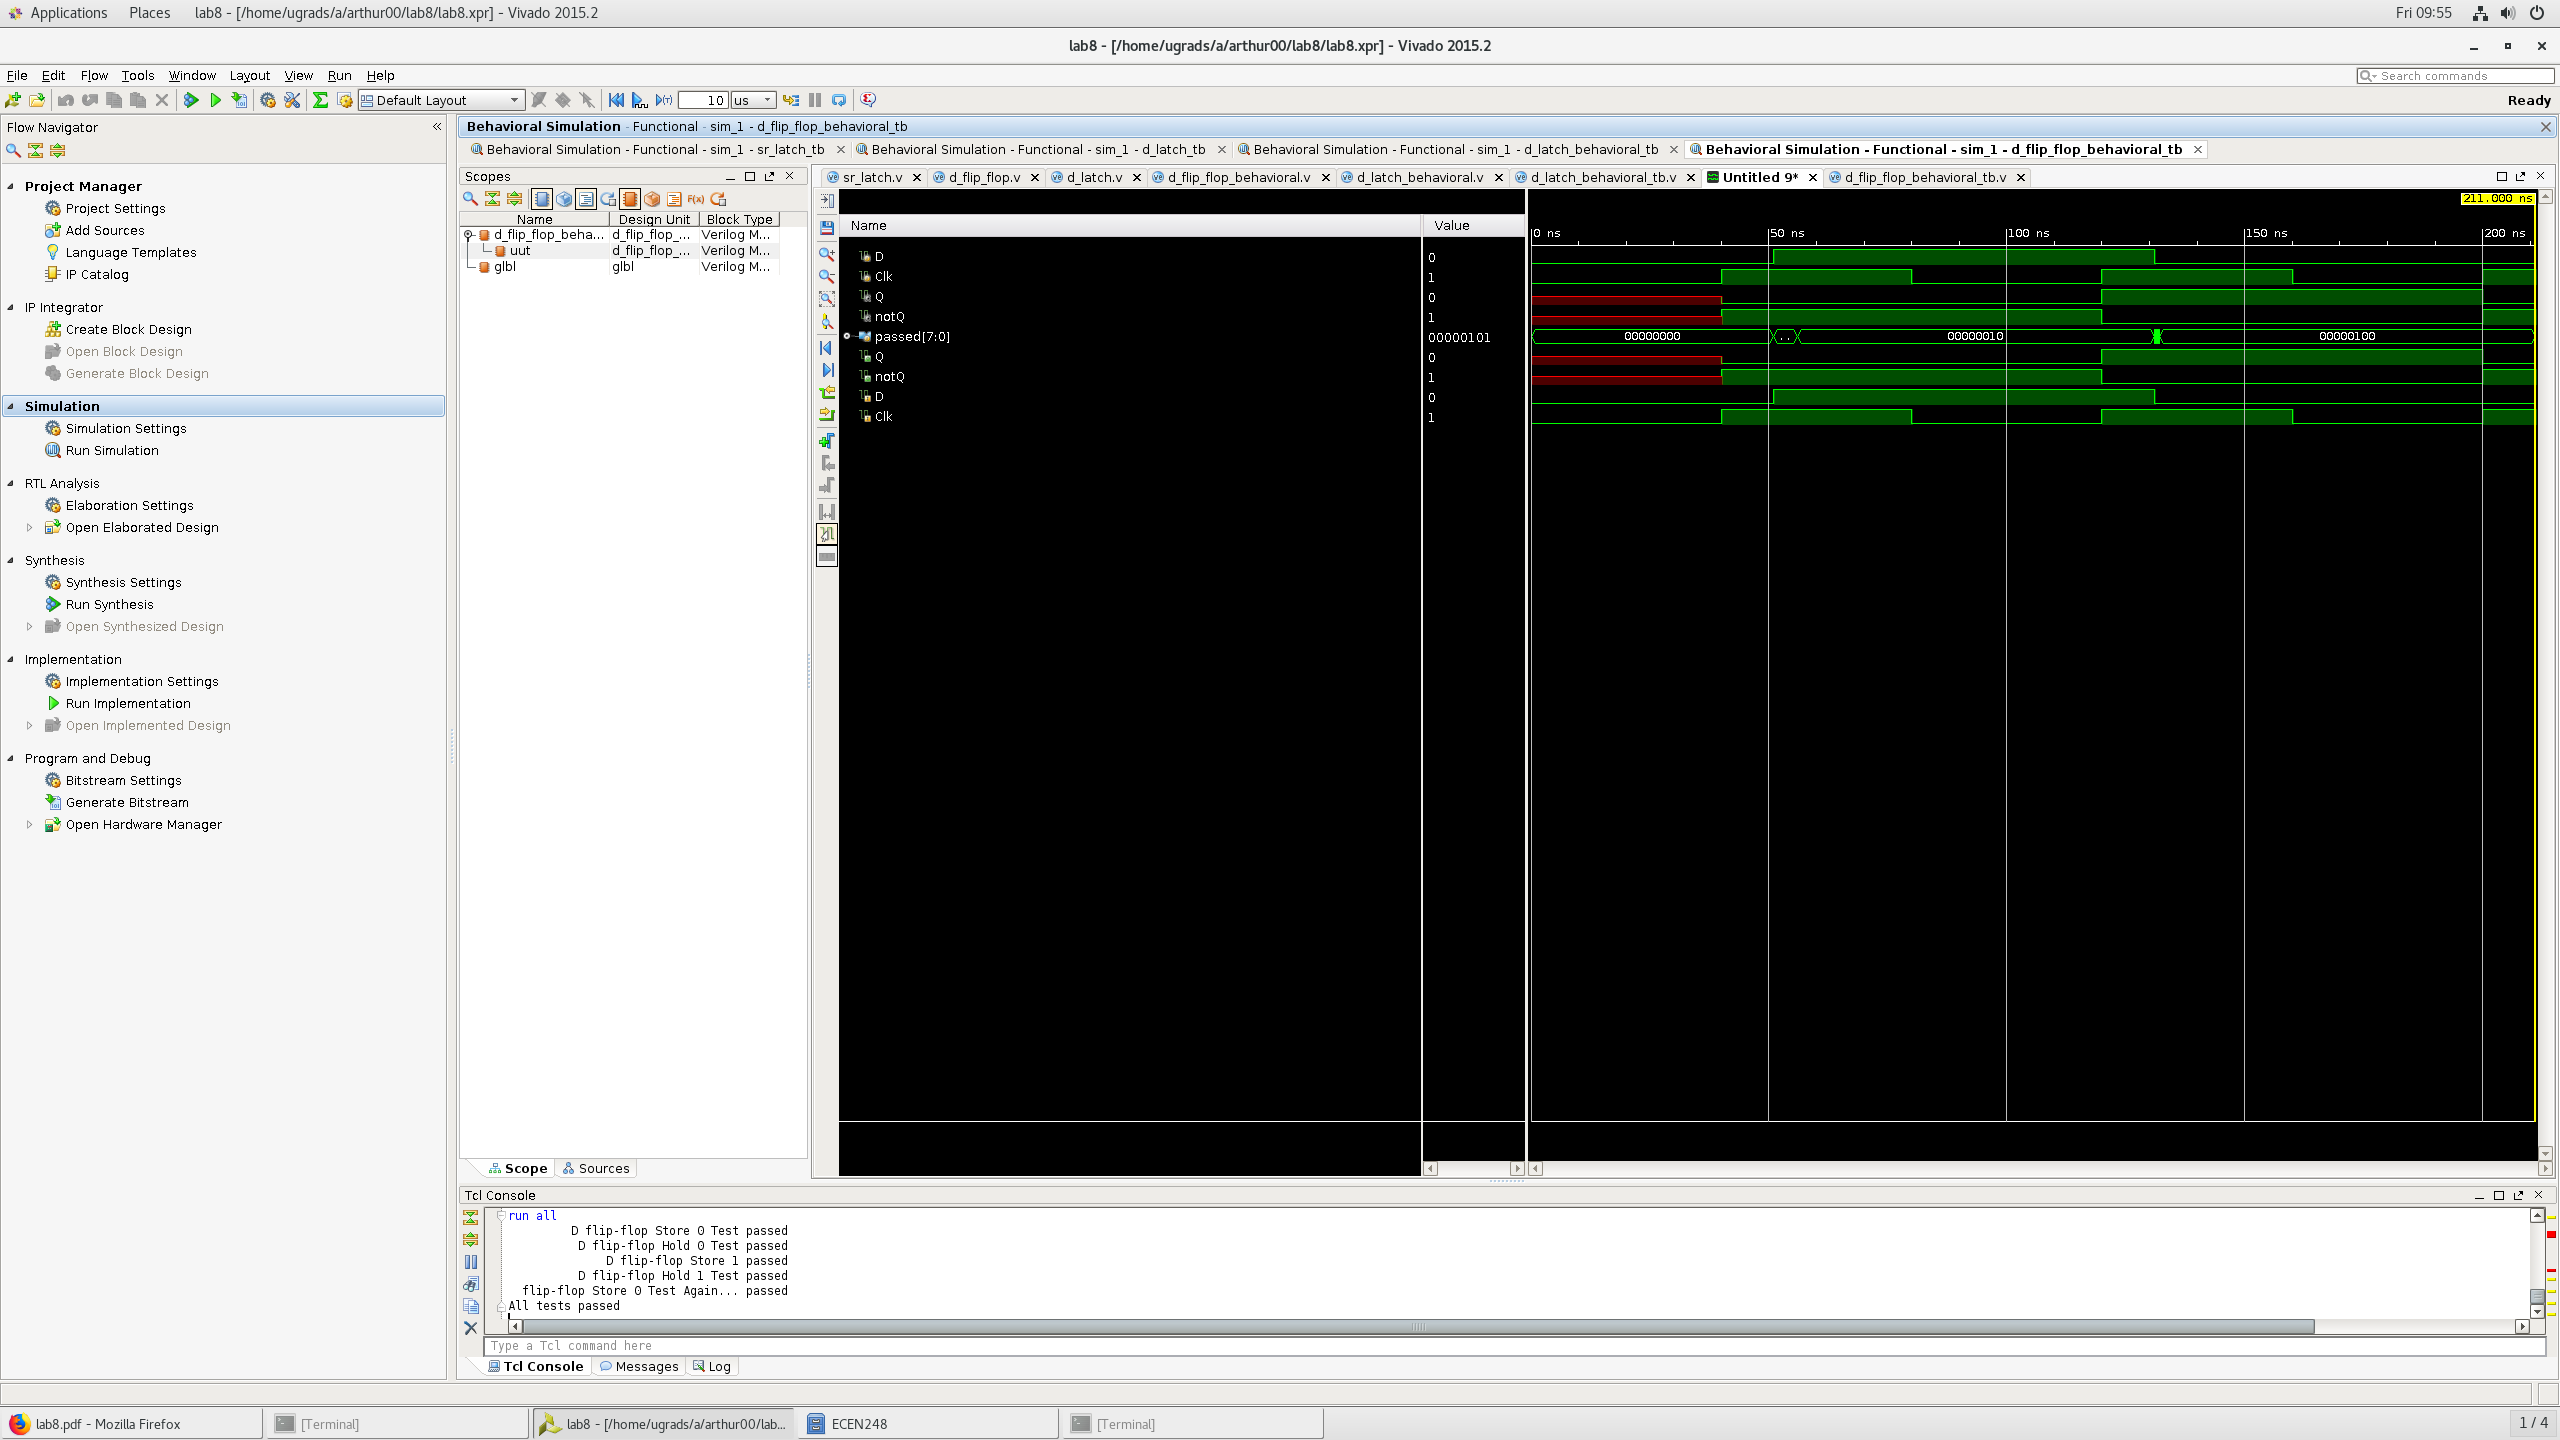 Applications Places lab8 - [/home/ugrads/a/arthur00/lab8/lab8.xpr] - Vivado 2015.2 Fri 09:55
lab8 - [/home/ugrads/a/arthur00/lab8/lab8.xpr] - Vivado 2015.2
File Edit Flow Tools Window Layout View Run Help Search commands
Default Layout 10 us Ready
Flow Navigator
Project Manager
Project Settings
Add Sources
Language Templates
IP Catalog
IP Integrator
Create Block Design
Open Block Design
Generate Block Design
Simulation
Simulation Settings
Run Simulation
RTL Analysis
Elaboration Settings
Open Elaborated Design
Synthesis
Synthesis Settings
Run Synthesis
Open Synthesized Design
Implementation
Implementation Settings
Run Implementation
Open Implemented Design
Program and Debug
Bitstream Settings
Generate Bitstream
Open Hardware Manager
Behavioral Simulation - Functional - sim_1 - d_flip_flop_behavioral_tb
Behavioral Simulation - Functional - sim_1 - sr_latch_tb Behavioral Simulation - Functional - sim_1 - d_latch_tb Behavioral Simulation - Functional - sim_1 - d_latch_behavioral_tb Behavioral Simulation - Functional - sim_1 - d_flip_flop_behavioral_tb
Scopes
Name Design Unit Block Type
d_flip_flop_beha... d_flip_flop_... Verilog M...
uut d_flip_flop_... Verilog M...
glbl glbl Verilog M...
Scope Sources
sr_latch.v d_flip_flop.v d_latch.v d_flip_flop_behavioral.v d_latch_behavioral.v d_latch_behavioral_tb.v Untitled 9* d_flip_flop_behavioral_tb.v
211.000 ns
Name Value 0 ns 50 ns 100 ns 150 ns 200 ns
D 0
Clk 1
Q 0
notQ 1
passed[7:0] 00000101 00000000 .. 00000010 00000100
Q 0
notQ 1
D 0
Clk 1
Tcl Console
run all
D flip-flop Store 0 Test passed
D flip-flop Hold 0 Test passed
D flip-flop Store 1 passed
D flip-flop Hold 1 Test passed
flip-flop Store 0 Test Again... passed
All tests passed
Type a Tcl command here
Tcl Console Messages Log
lab8.pdf - Mozilla Firefox [Terminal] lab8 - [/home/ugrads/a/arthur00/lab... ECEN248 [Terminal] 1 / 4